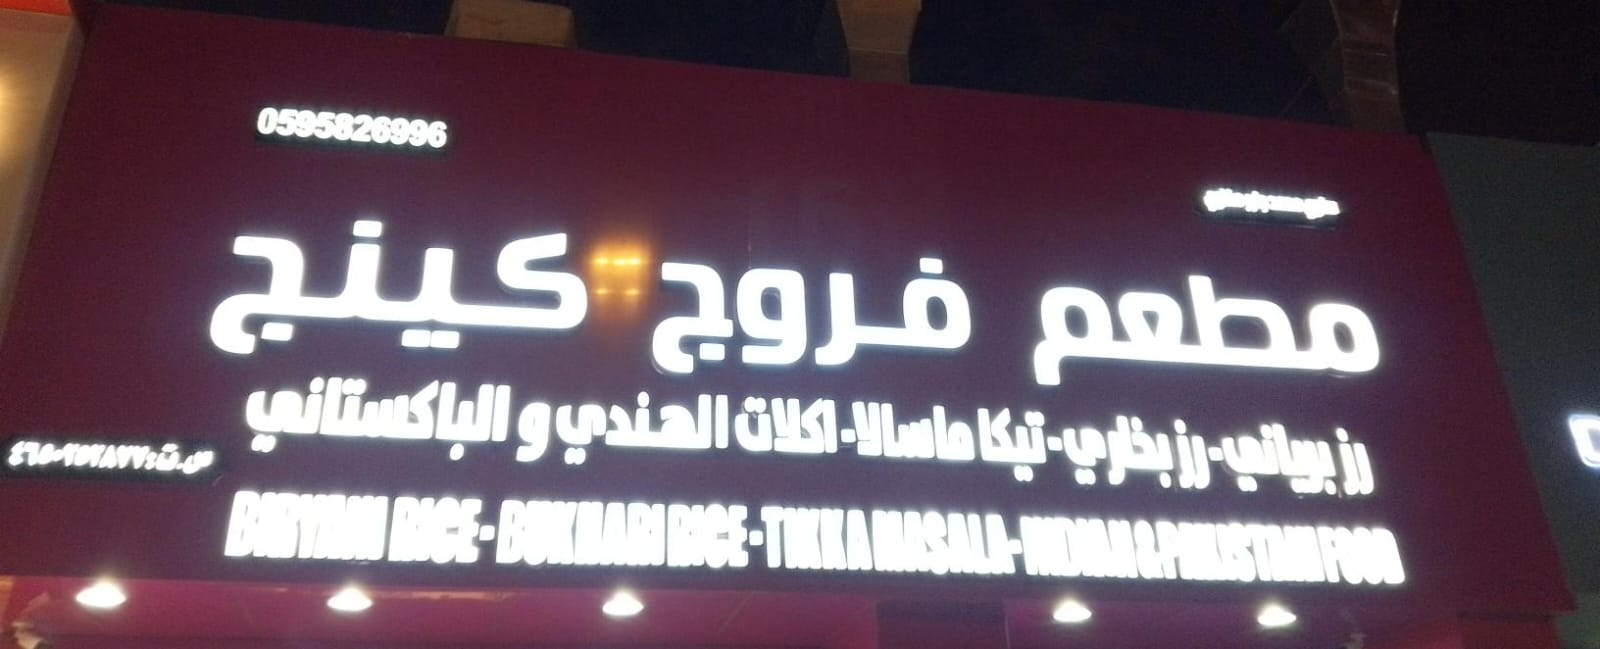 0595826996
مطعم فروج كينج
رز برياني - رز بخاري - تيكا ماسالا - اكلات الهندي و الباكستاني
BIRYANI RICE - BUKHARI RICE - TIKKA MASALA - INDIAN & PAKISTANI FOOD